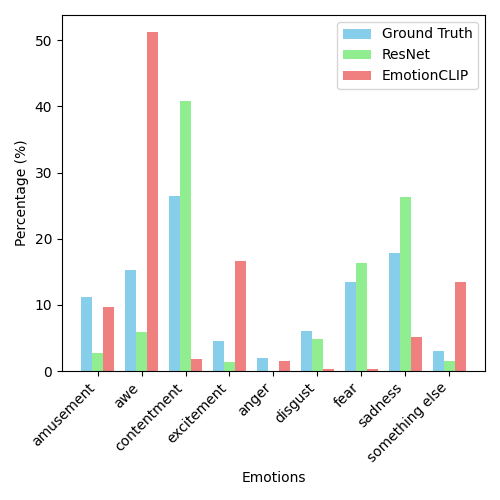 Ground Truth
ResNet
EmotionCLIP
Percentage (%)
50
40
30
20
10
0
amusement
awe
contentment
excitement
anger
disgust
fear
sadness
something else
Emotions